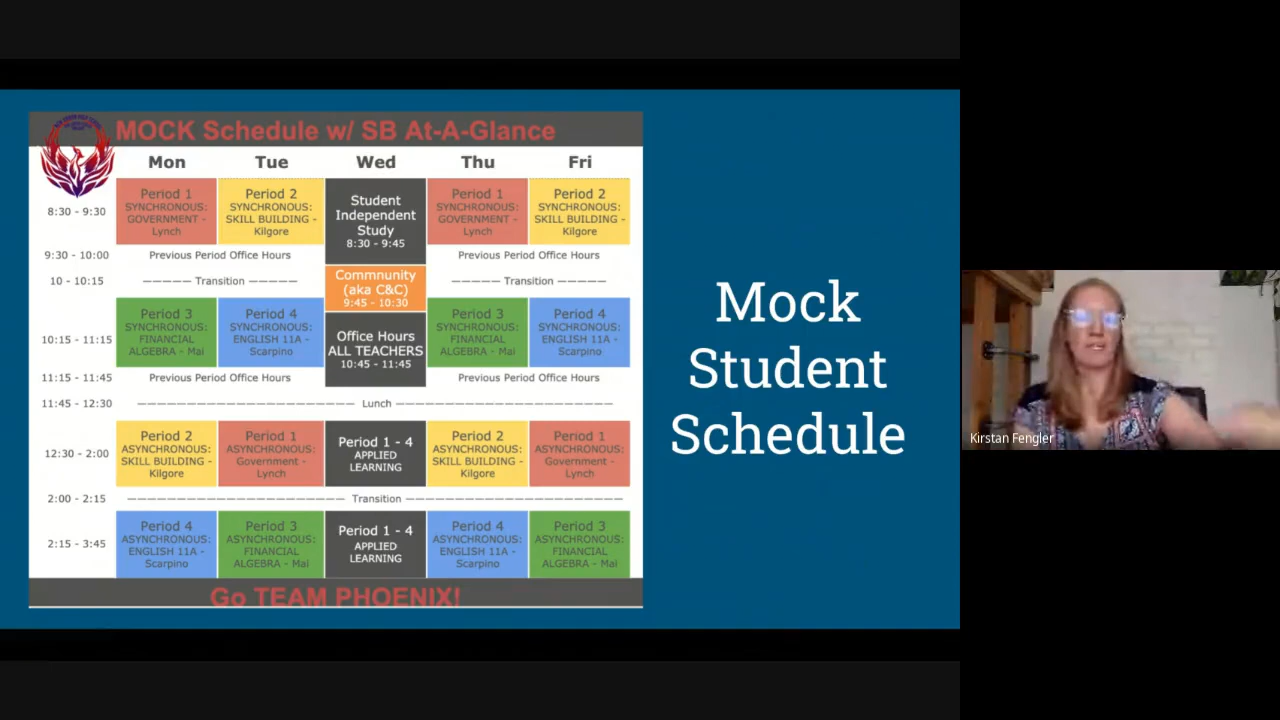 MOCK Schedule w/ SB At-A-Glance
Mon Tue Wed Thu Fri
8:30 - 9:30
Period 1
SYNCHRONOUS:
GOVERNMENT -
Lynch
Period 2
SYNCHRONOUS:
SKILL BUILDING -
Kilgore
Student
Independent
Study
8:30 - 9:45
Period 1
SYNCHRONOUS:
GOVERNMENT -
Lynch
Period 2
SYNCHRONOUS:
SKILL BUILDING -
Kilgore
9:30 - 10:00
Previous Period Office Hours
Previous Period Office Hours
10 - 10:15
----- Transition -----
Commnunity
(aka C&C)
9:45 - 10:30
----- Transition -----
10:15 - 11:15
Period 3
SYNCHRONOUS:
FINANCIAL
ALGEBRA - Mai
Period 4
SYNCHRONOUS:
ENGLISH 11A -
Scarpino
Office Hours
ALL TEACHERS
10:45 - 11:45
Period 3
SYNCHRONOUS:
FINANCIAL
ALGEBRA - Mai
Period 4
SYNCHRONOUS:
ENGLISH 11A -
Scarpino
11:15 - 11:45
Previous Period Office Hours
Previous Period Office Hours
11:45 - 12:30
Lunch
12:30 - 2:00
Period 2
ASYNCHRONOUS:
SKILL BUILDING -
Kilgore
Period 1
ASYNCHRONOUS:
Government -
Lynch
Period 1 - 4
APPLIED
LEARNING
Period 2
ASYNCHRONOUS:
SKILL BUILDING -
Kilgore
Period 1
ASYNCHRONOUS:
Government -
Lynch
2:00 - 2:15
Transition
2:15 - 3:45
Period 4
ASYNCHRONOUS:
ENGLISH 11A -
Scarpino
Period 3
ASYNCHRONOUS:
FINANCIAL
ALGEBRA - Mai
Period 1 - 4
APPLIED
LEARNING
Period 4
ASYNCHRONOUS:
ENGLISH 11A -
Scarpino
Period 3
ASYNCHRONOUS:
FINANCIAL
ALGEBRA - Mai
Go TEAM PHOENIX!
Mock
Student
Schedule
Kirstan Fengler